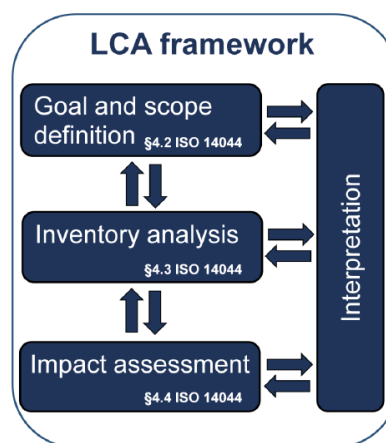 LCA framework
Goal and scope
definition §4.2 ISO 14044
Inventory analysis
§4.3 ISO 14044
Impact assessment
§4.4 ISO 14044
Interpretation